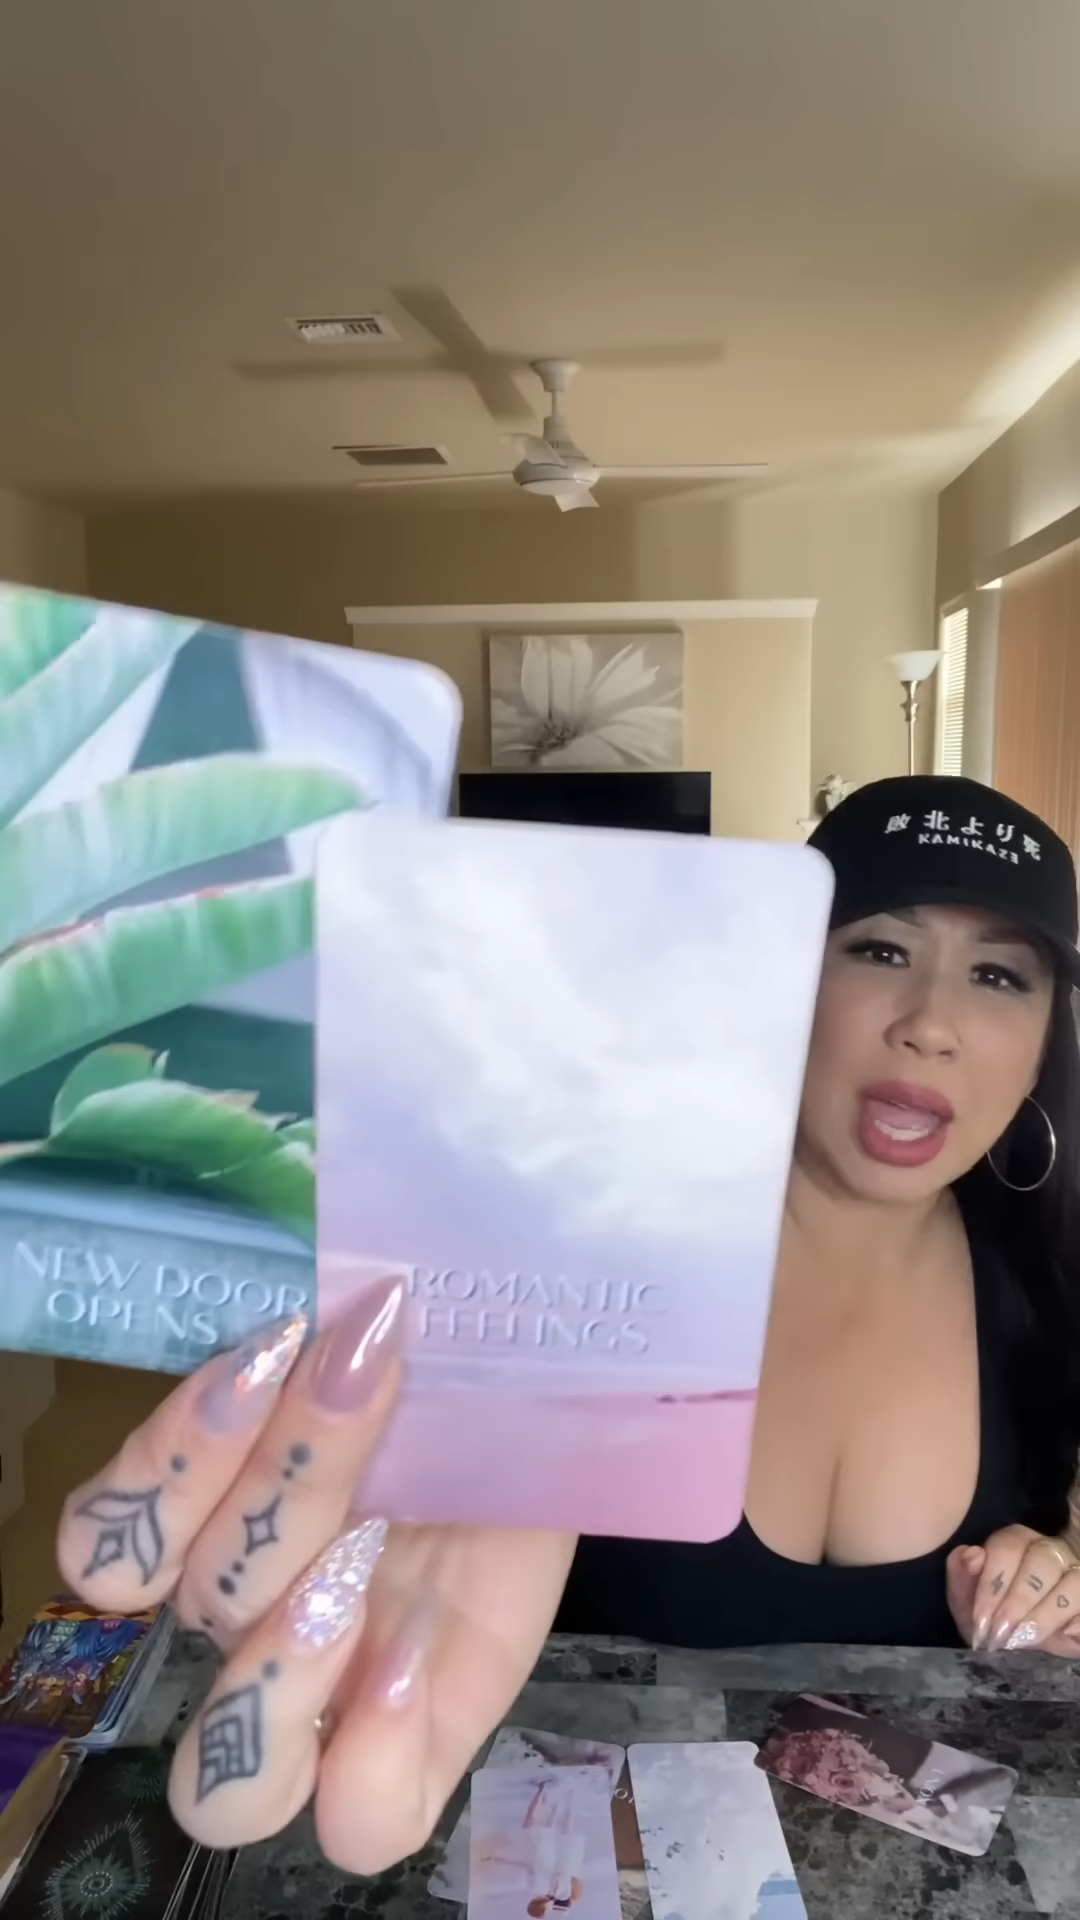 敗北より死
KAMIKAZE
NEW DOOR
OPENS
ROMANTIC
FEELINGS